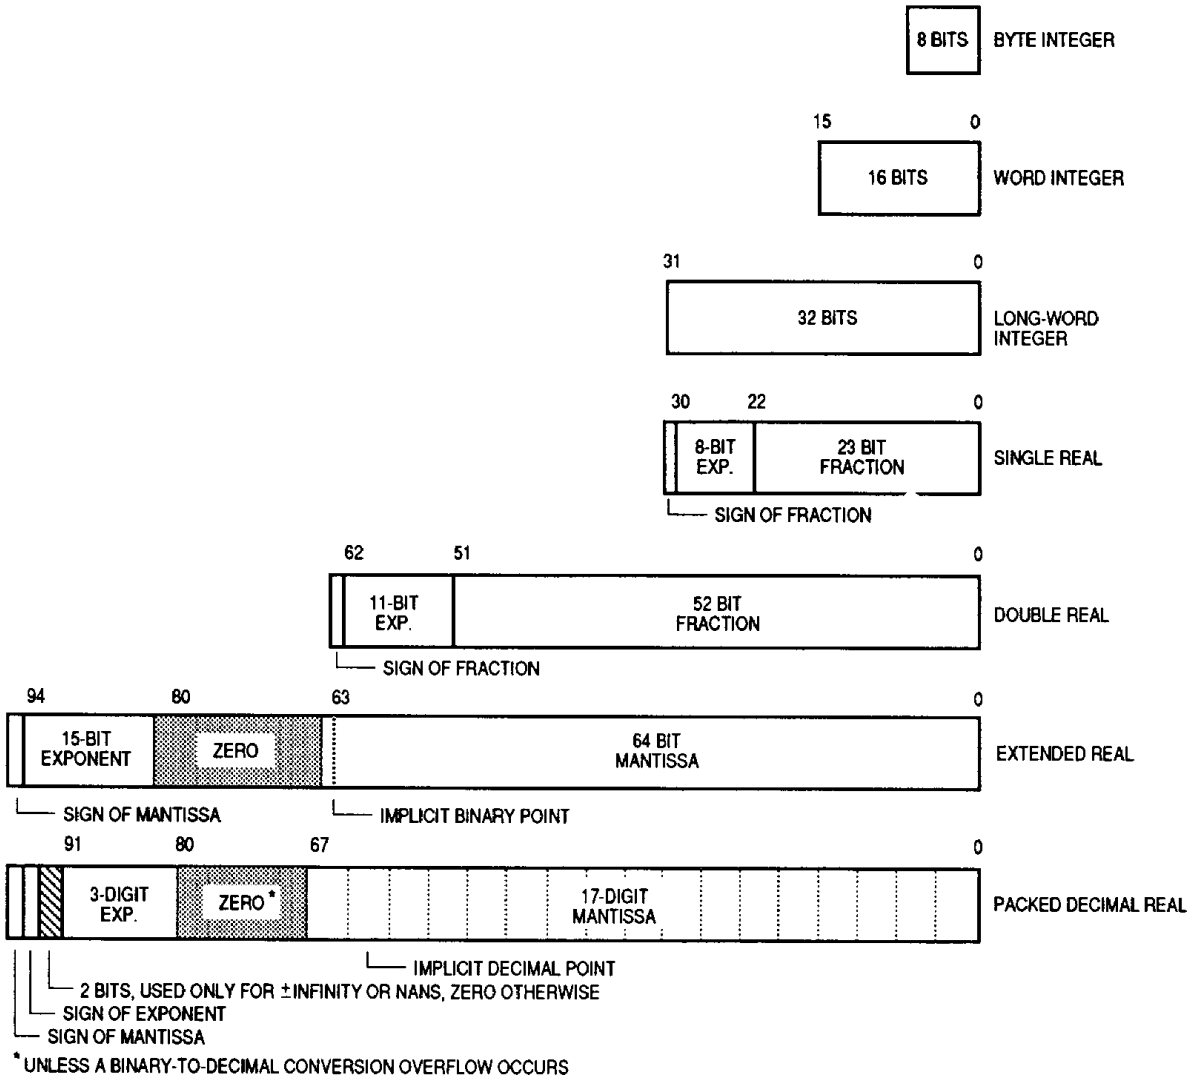 8 BITS BYTE INTEGER
15 0
16 BITS WORD INTEGER
31 0
32 BITS LONG-WORD
INTEGER
30 22 0
8-BIT
EXP.
23 BIT
FRACTION
SINGLE REAL
SIGN OF FRACTION
62 51 0
11-BIT
EXP.
52 BIT
FRACTION
DOUBLE REAL
SIGN OF FRACTION
94 80 63 0
15-BIT
EXPONENT
ZERO
64 BIT
MANTISSA
EXTENDED REAL
SIGN OF MANTISSA
IMPLICIT BINARY POINT
91 80 67 0
3-DIGIT
EXP.
ZERO*
17-DIGIT
MANTISSA
PACKED DECIMAL REAL
IMPLICIT DECIMAL POINT
2 BITS, USED ONLY FOR ±INFINITY OR NANS, ZERO OTHERWISE
SIGN OF EXPONENT
SIGN OF MANTISSA
*UNLESS A BINARY-TO-DECIMAL CONVERSION OVERFLOW OCCURS